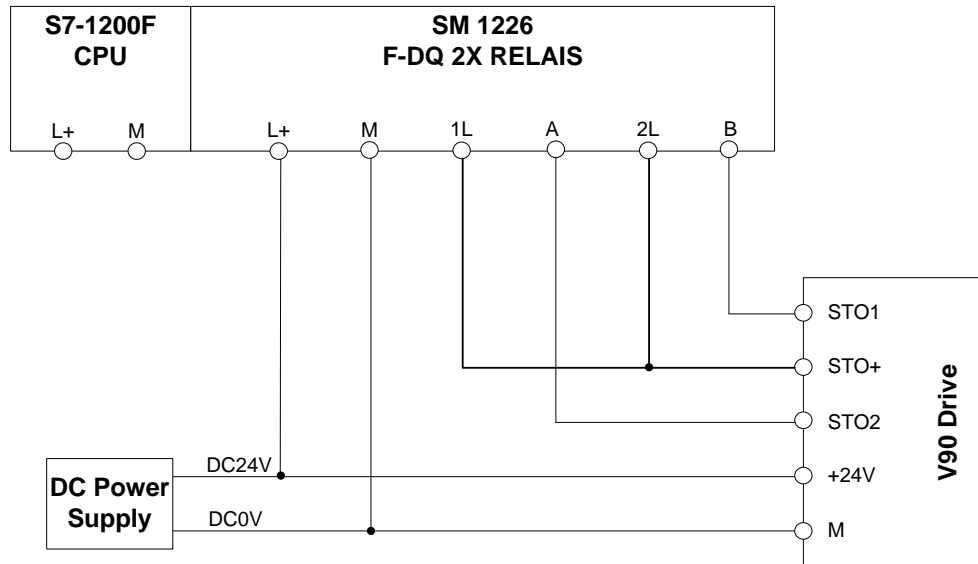 S7-1200F
CPU
SM 1226
F-DQ 2X RELAIS
L+
M
L+
M
1L
A
2L
B
STO1
STO+
STO2
+24V
M
V90 Drive
DC Power
Supply
DC24V
DC0V